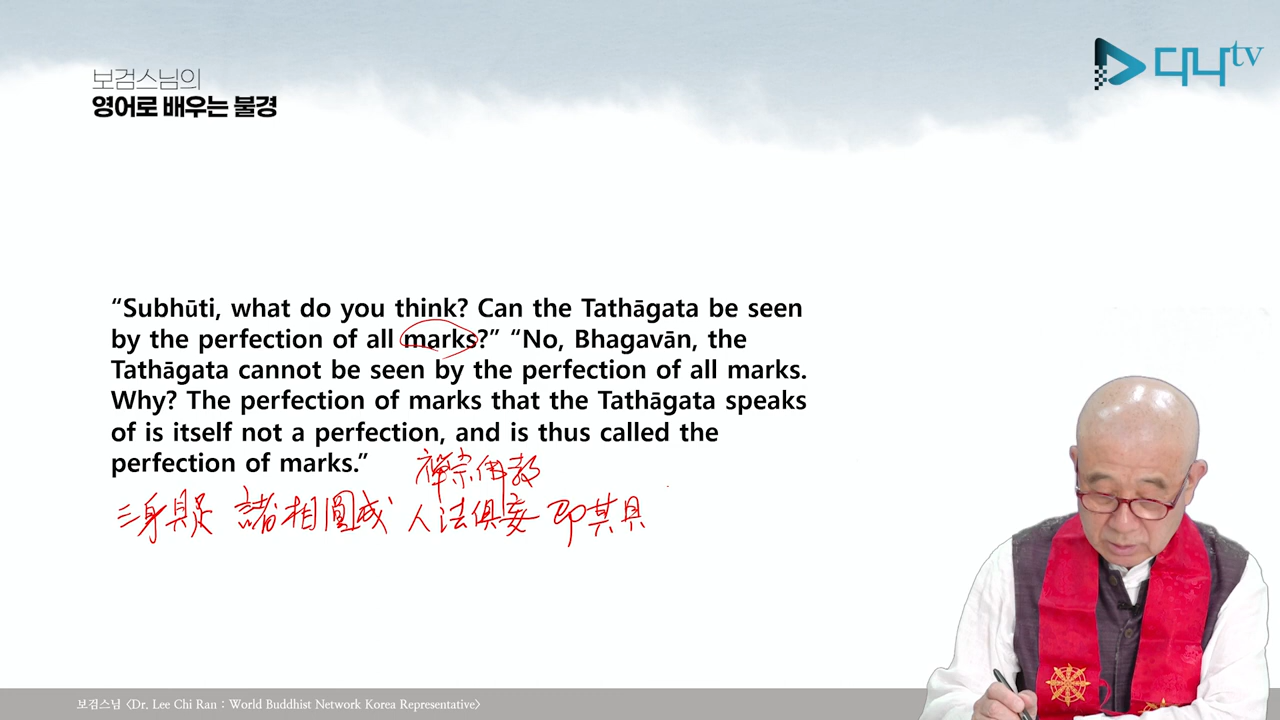 보검스님의
영어로 배우는 불경
다나tv
“Subhūti, what do you think? Can the Tathāgata be seen
by the perfection of all marks?” “No, Bhagavān, the
Tathāgata cannot be seen by the perfection of all marks.
Why? The perfection of marks that the Tathāgata speaks
of is itself not a perfection, and is thus called the
perfection of marks.”
禪宗佛敎
三身 疑 諸相圓成 人法俱妄 即其具
보검스님 <Dr. Lee Chi Ran : World Buddhist Network Korea Representative>